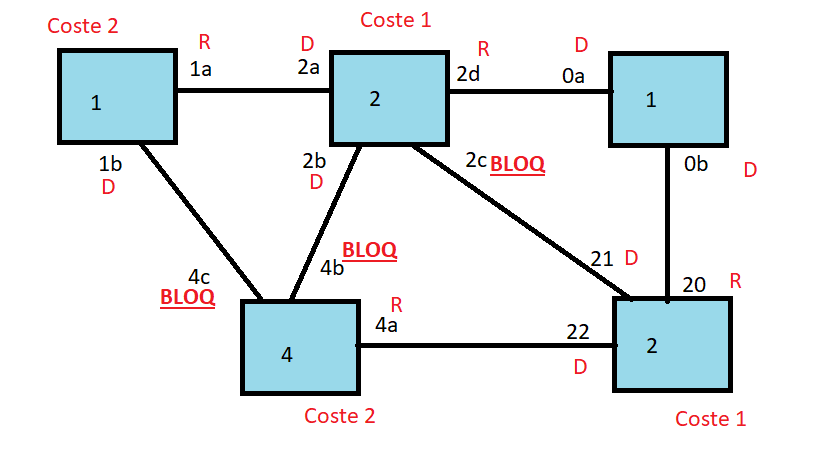 Coste 2
Coste 1
R
D
R
D
1a
2a
2d
0a
1
2
1
1b
D
2b
D
2c BLOQ
0b
D
BLOQ
4b
21 D
4c
BLOQ
20
R
R
4a
22
4
2
D
Coste 2
Coste 1